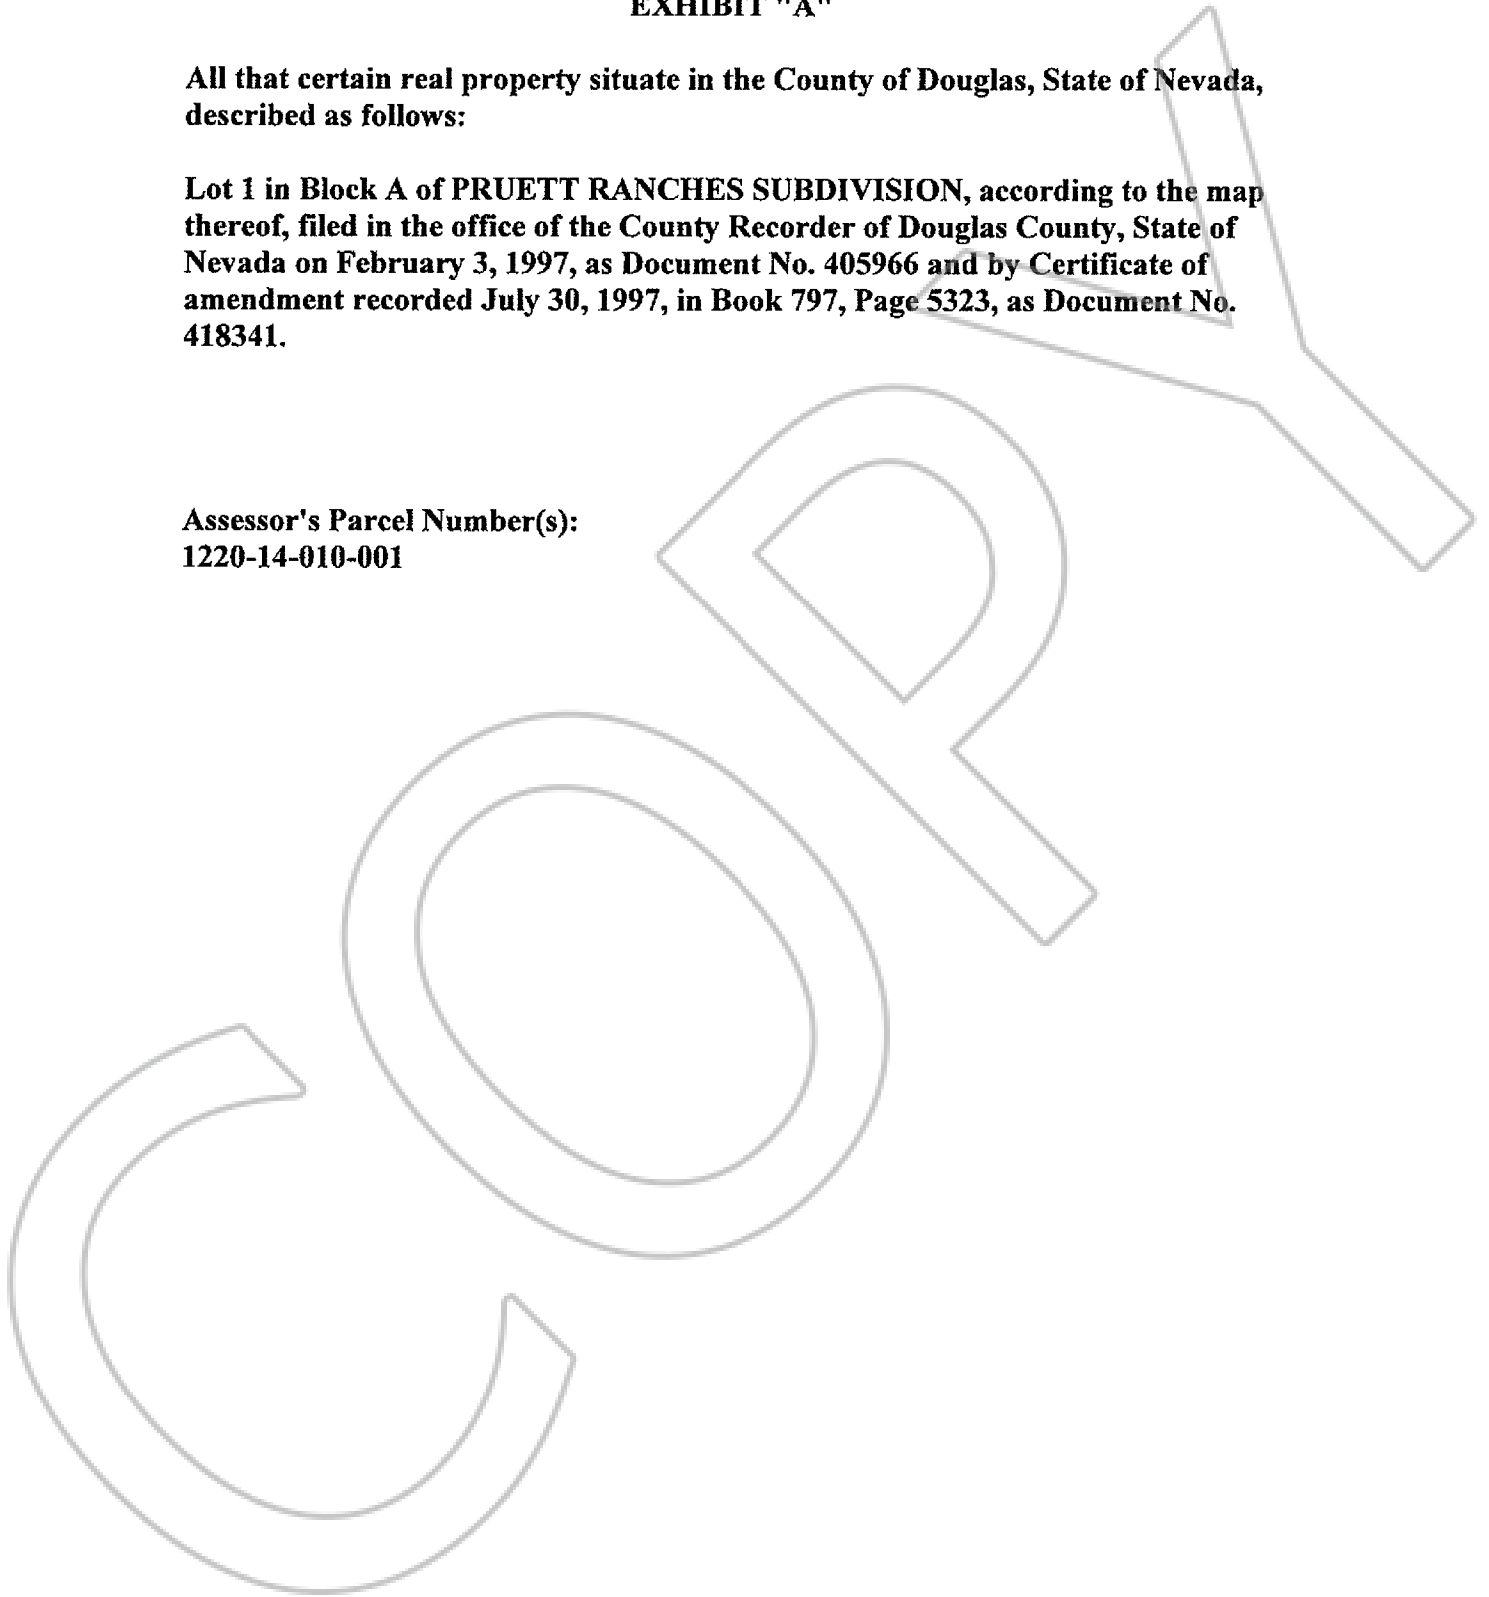 EXHIBIT "A"
All that certain real property situate in the County of Douglas, State of Nevada,
described as follows:
Lot 1 in Block A of PRUETT RANCHES SUBDIVISION, according to the map
thereof, filed in the office of the County Recorder of Douglas County, State of
Nevada on February 3, 1997, as Document No. 405966 and by Certificate of
amendment recorded July 30, 1997, in Book 797, Page 5323, as Document No.
418341.
Assessor's Parcel Number(s):
1220-14-010-001
COPY